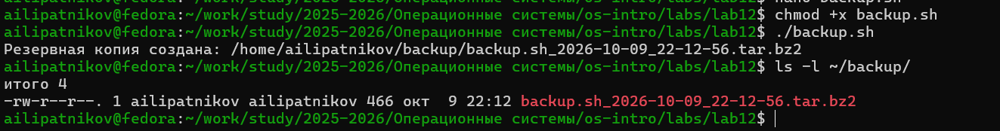 ailipatnikov@fedora:~/work/study/2025-2026/Операционные системы/os-intro/labs/lab12$ nano backup.sh
ailipatnikov@fedora:~/work/study/2025-2026/Операционные системы/os-intro/labs/lab12$ chmod +x backup.sh
ailipatnikov@fedora:~/work/study/2025-2026/Операционные системы/os-intro/labs/lab12$ ./backup.sh
Резервная копия создана: /home/ailipatnikov/backup/backup.sh_2026-10-09_22-12-56.tar.bz2
ailipatnikov@fedora:~/work/study/2025-2026/Операционные системы/os-intro/labs/lab12$ ls -l ~/backup/
итого 4
-rw-r--r--. 1 ailipatnikov ailipatnikov 466 окт  9 22:12 backup.sh_2026-10-09_22-12-56.tar.bz2
ailipatnikov@fedora:~/work/study/2025-2026/Операционные системы/os-intro/labs/lab12$